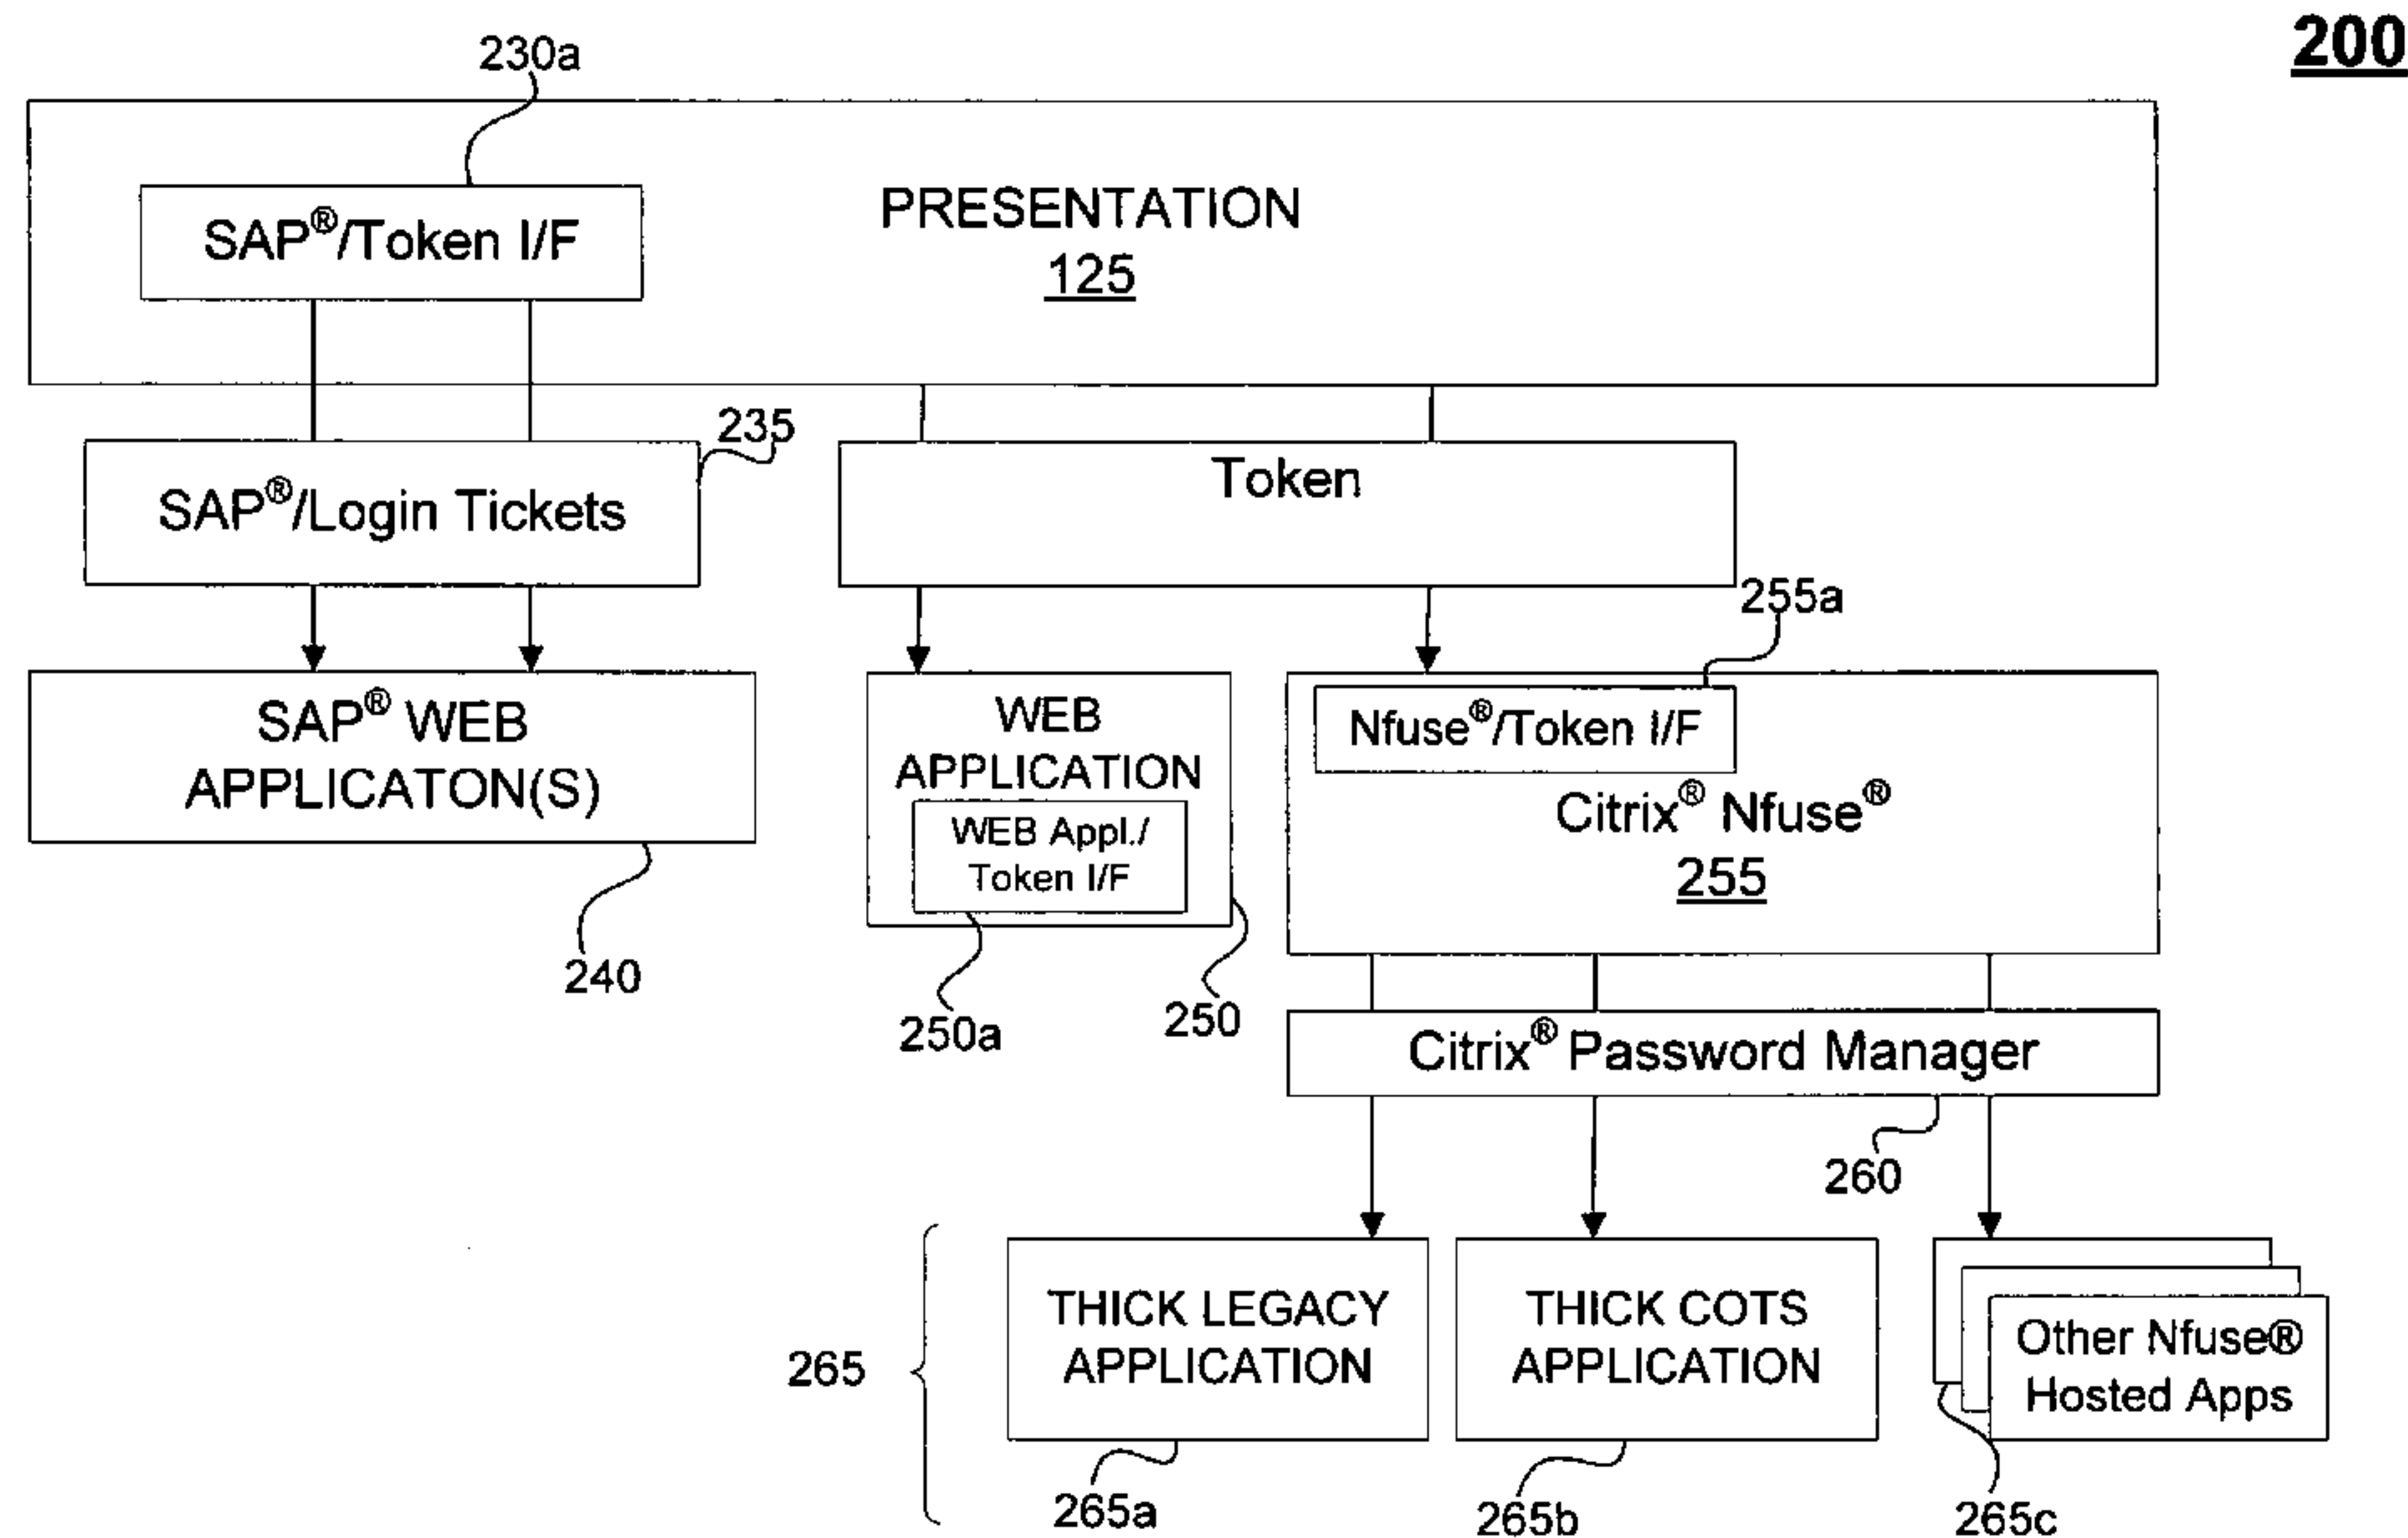 200
230a
SAP®/Token I/F
PRESENTATION
125
235
SAP®/Login Tickets
Token
255a
SAP® WEB
APPLICATON(S)
240
WEB
APPLICATION
WEB Appl./
Token I/F
250a
250
Nfuse®/Token I/F
Citrix® Nfuse®
255
Citrix® Password Manager
260
265
THICK LEGACY
APPLICATION
265a
THICK COTS
APPLICATION
265b
Other Nfuse®
Hosted Apps
265c